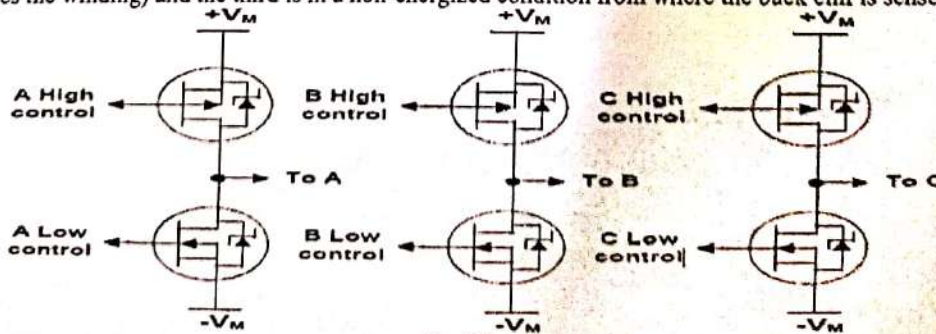 es the winding) and the third is in a non-energized condition from where the back emf is sense
+VM +VM +VM
A High control B High control C High control
To A To B To C
A Low control B Low control C Low control
-VM -VM -VM